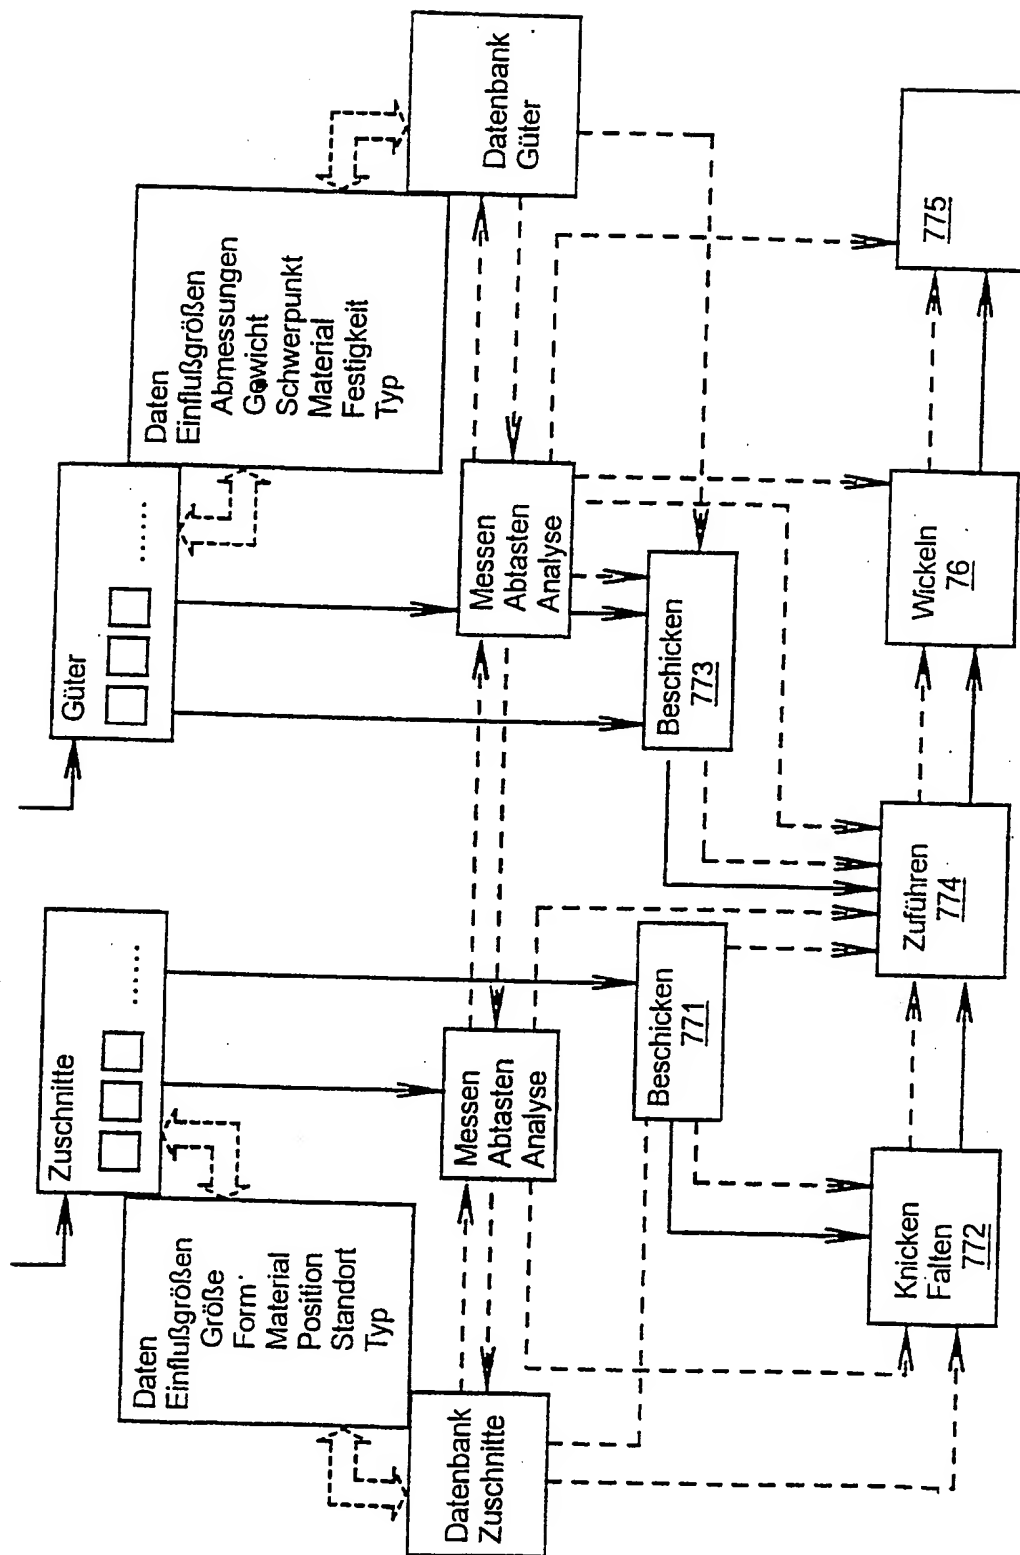 Zuschnitte
......
Daten
Einflußgrößen
Größe
Form
Material
Position
Standort
Typ
Datenbank
Zuschnitte
Messen
Abtasten
Analyse
Beschicken
771
Knicken
Falten
772
Güter
......
Daten
Einflußgrößen
Abmessungen
Gewicht
Schwerpunkt
Material
Festigkeit
Typ
Datenbank
Güter
Messen
Abtasten
Analyse
Beschicken
773
Zuführen
774
Wickeln
76
775